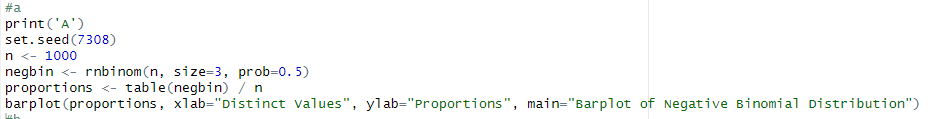 #a
print('A')
set.seed(7308)
n <- 1000
negbin <- rnbinom(n, size=3, prob=0.5)
proportions <- table(negbin) / n
barplot(proportions, xlab="Distinct Values", ylab="Proportions", main="Barplot of Negative Binomial Distribution")